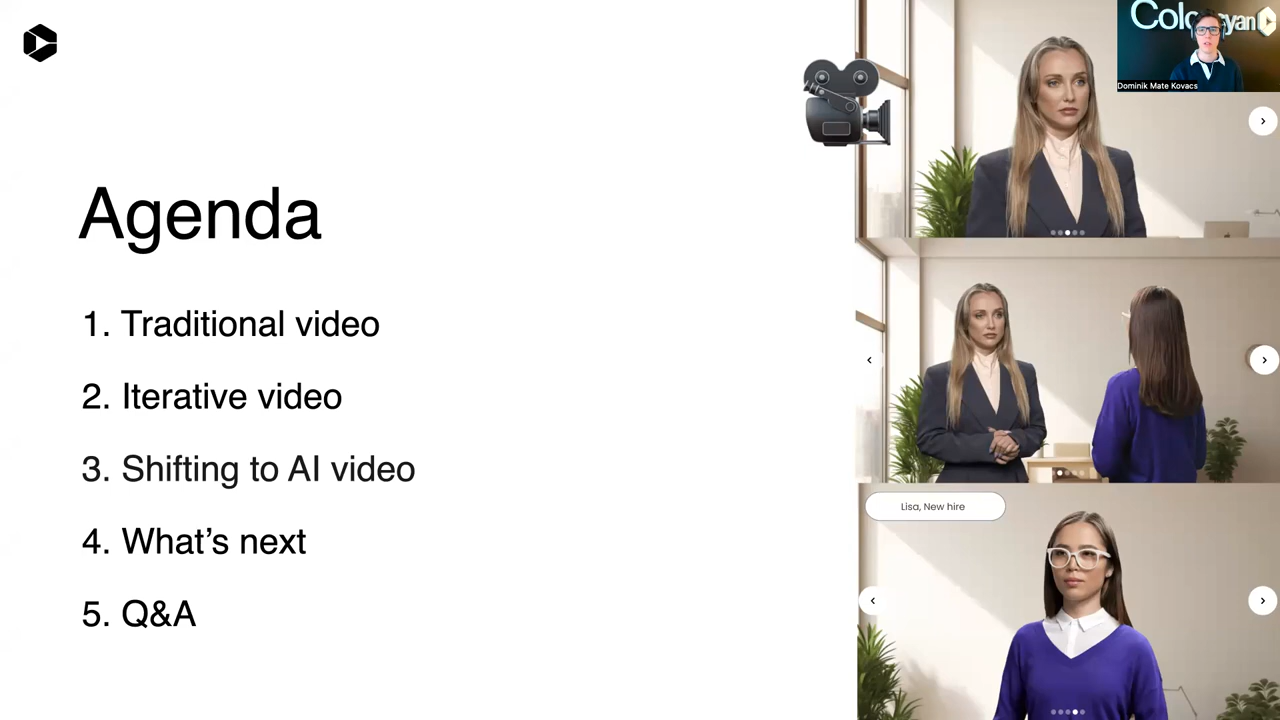 Agenda
1. Traditional video
2. Iterative video
3. Shifting to AI video
4. What's next
5. Q&A
Dominik Mate Kovacs
Lisa, New hire